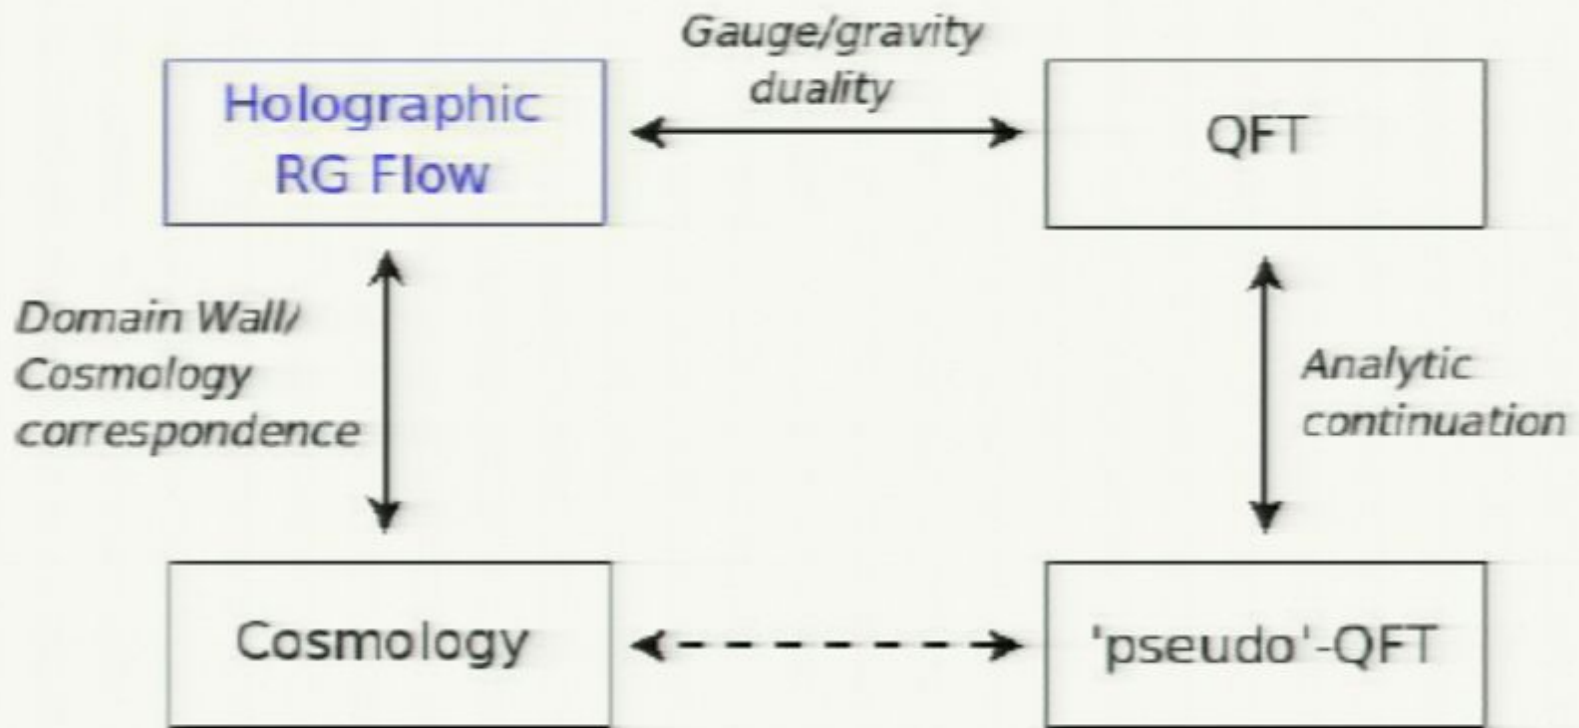 Gauge/gravity
duality
Holographic
RG Flow
QFT
Domain Wall/
Cosmology
correspondence
Analytic
continuation
Cosmology
'pseudo'-QFT